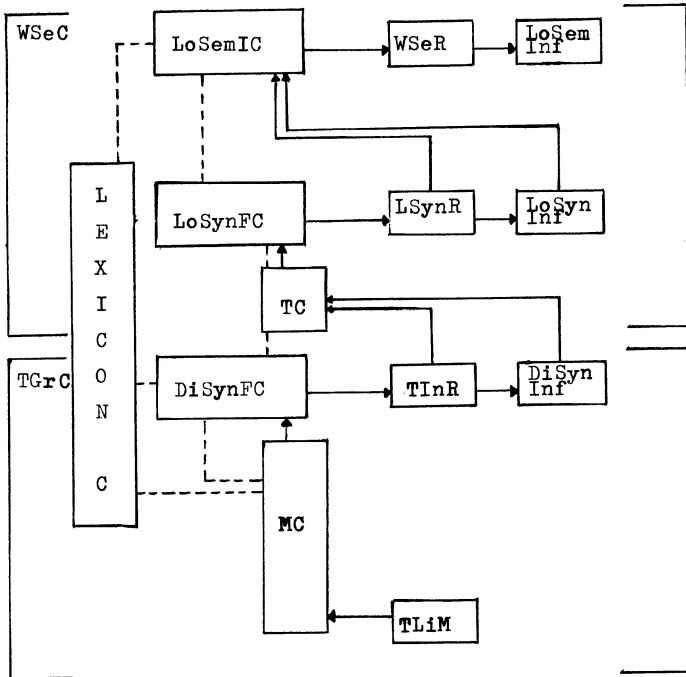 WSeC
LoSemIC
WSeR
LoSem
Inf
L
E
X
I
C
O
N
C
LoSynFC
LSynR
LoSyn
Inf
TC
TGrC
DiSynFC
TInR
DiSyn
Inf
MC
TLiM